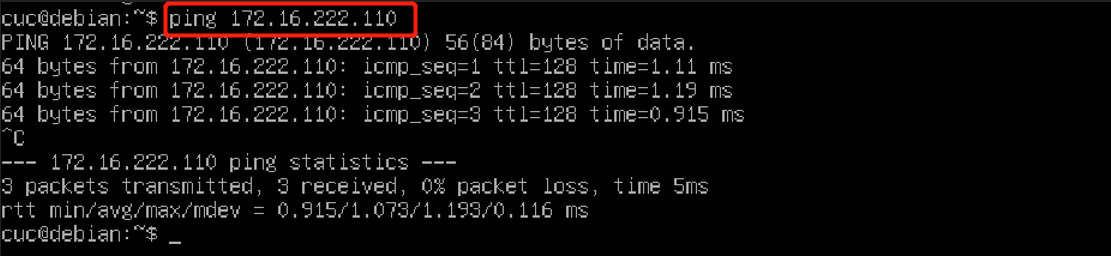 cuc@debian:~$ ping 172.16.222.110
PING 172.16.222.110 (172.16.222.110) 56(84) bytes of data.
64 bytes from 172.16.222.110: icmp_seq=1 ttl=128 time=1.11 ms
64 bytes from 172.16.222.110: icmp_seq=2 ttl=128 time=1.19 ms
64 bytes from 172.16.222.110: icmp_seq=3 ttl=128 time=0.915 ms
^C
--- 172.16.222.110 ping statistics ---
3 packets transmitted, 3 received, 0% packet loss, time 5ms
rtt min/avg/max/mdev = 0.915/1.073/1.193/0.116 ms
cuc@debian:~$ _